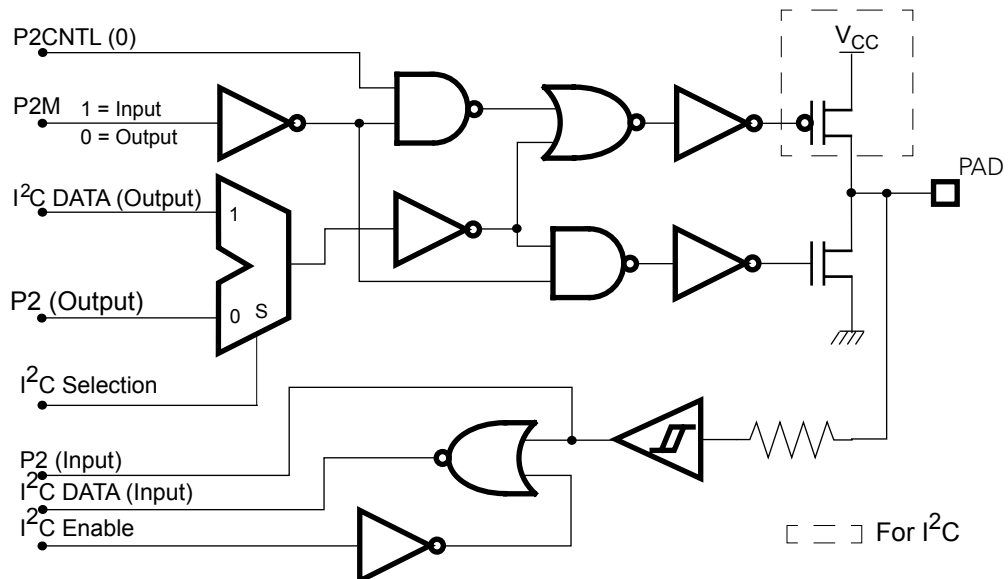 P2CNTL (0)
V_CC
P2M 1 = Input
0 = Output
PAD
I²C DATA (Output)
1
P2 (Output)
0 S
I²C Selection
P2 (Input)
I²C DATA (Input)
I²C Enable
For I²C